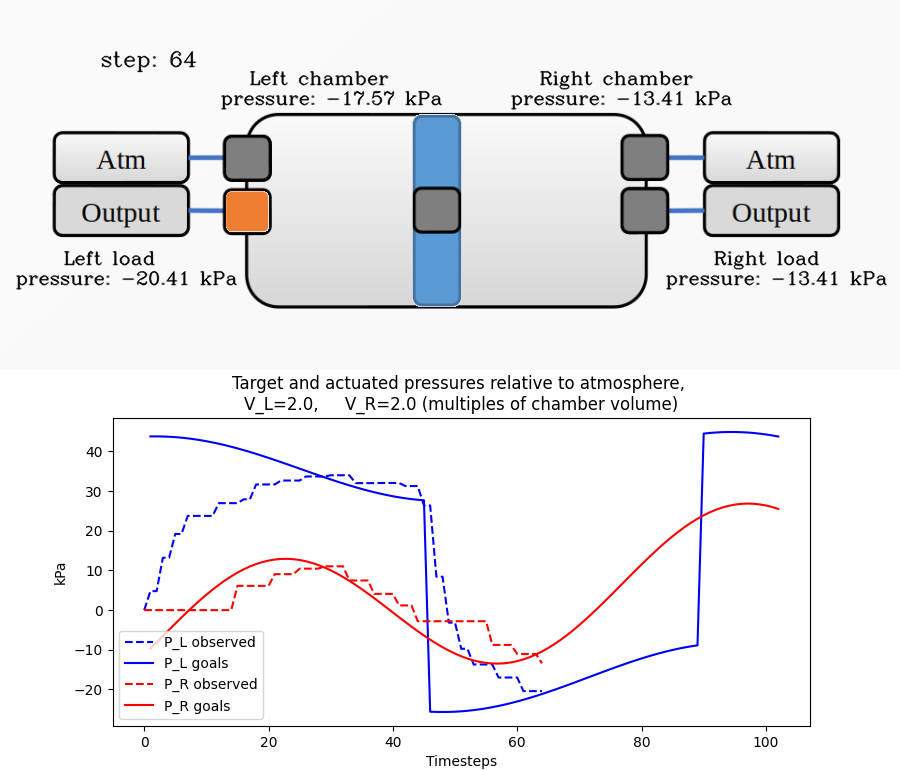 step: 64
Left chamber
pressure: −17.57 kPa
Right chamber
pressure: −13.41 kPa
Atm
Output
Atm
Output
Left load
pressure: −20.41 kPa
Right load
pressure: −13.41 kPa
Target and actuated pressures relative to atmosphere,
V_L=2.0, V_R=2.0 (multiples of chamber volume)
kPa
40
30
20
10
0
−10
−20
P_L observed
P_L goals
P_R observed
P_R goals
0 20 40 60 80 100
Timesteps